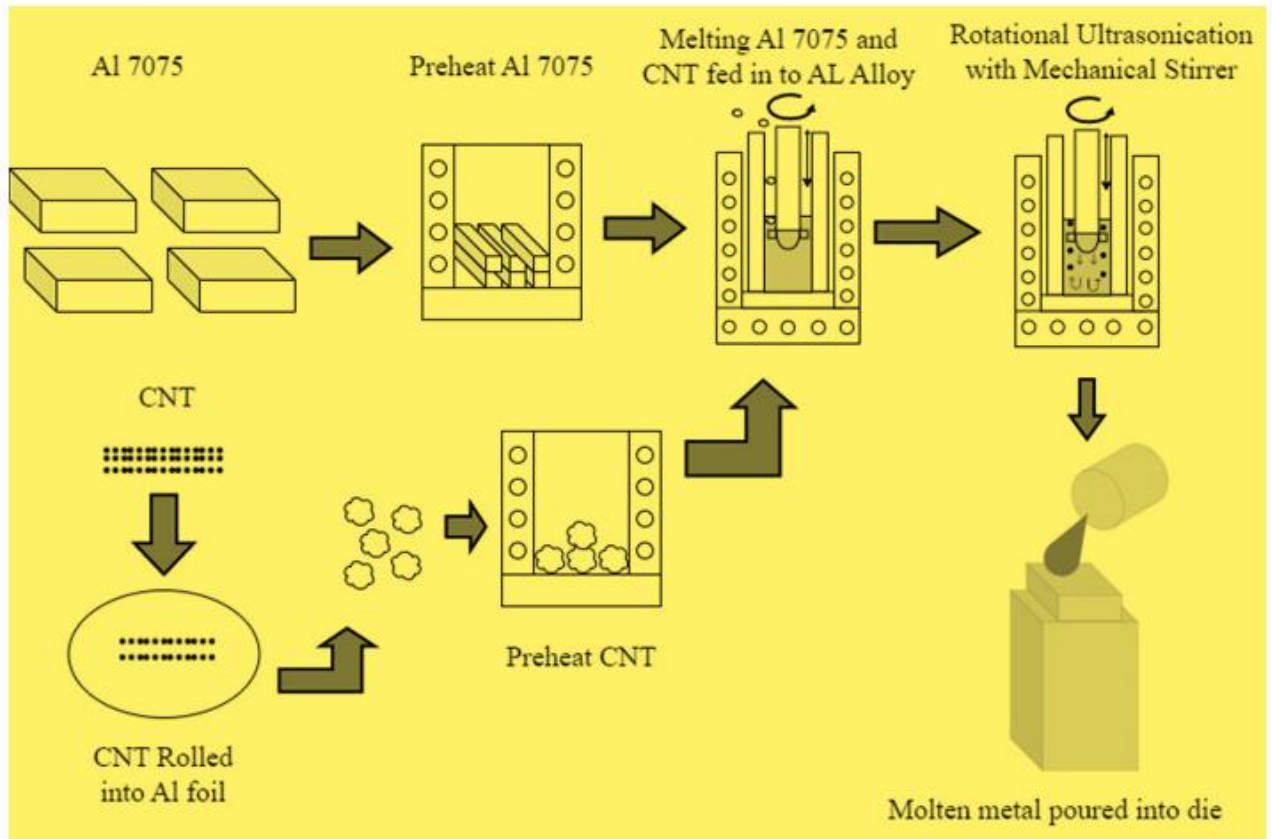 Al 7075
Preheat Al 7075
Melting Al 7075 and
CNT fed in to AL Alloy
Rotational Ultrasonication
with Mechanical Stirrer
CNT
Preheat CNT
CNT Rolled
into Al foil
Molten metal poured into die